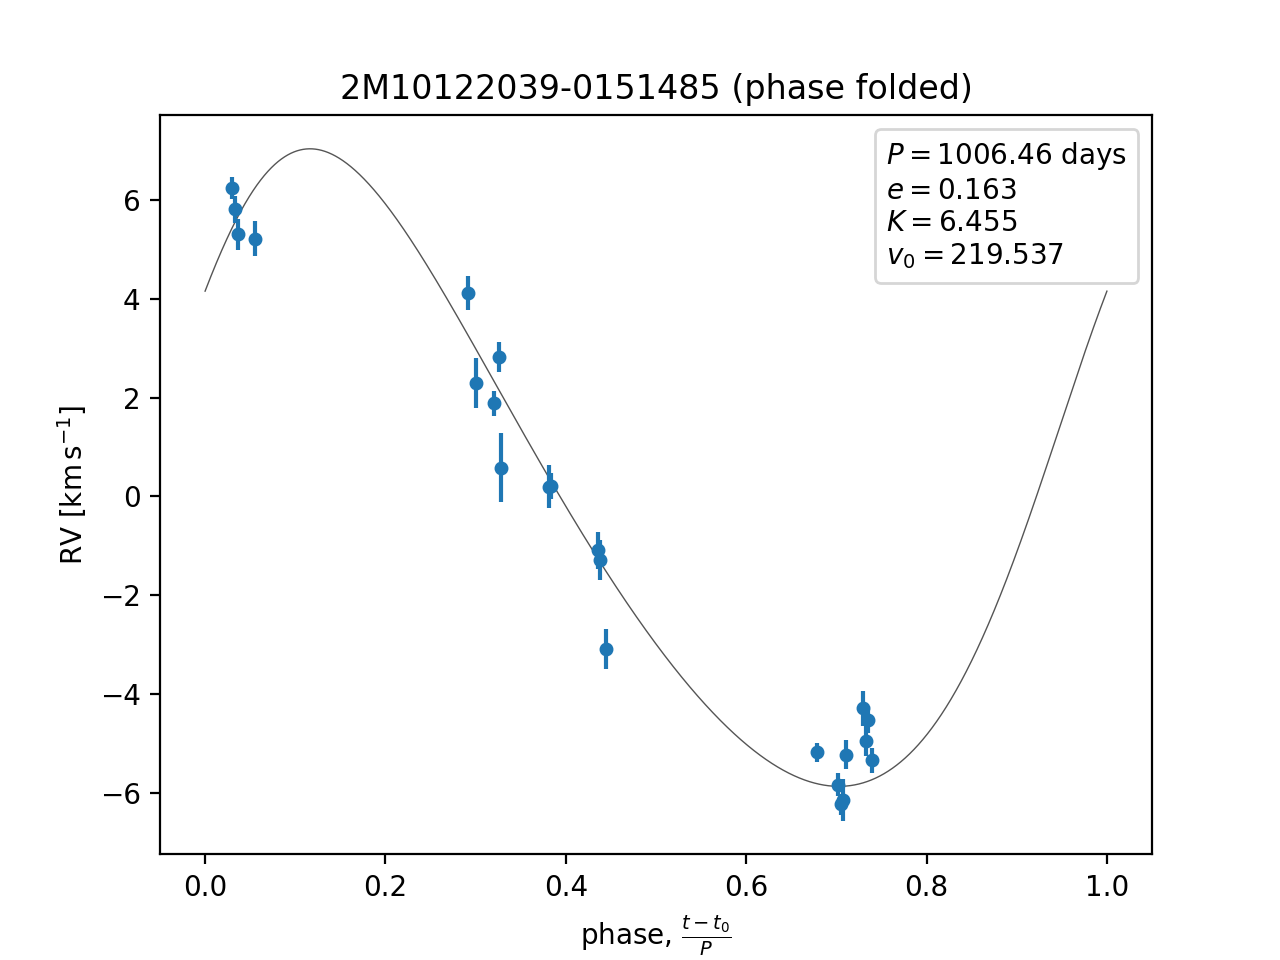 2M10122039-0151485 (phase folded)
P = 1006.46 days
e = 0.163
K = 6.455
v₀ = 219.537
6
4
2
0
−2
−4
−6
RV [km s⁻¹]
0.0 0.2 0.4 0.6 0.8 1.0
phase, (t − t₀)/P